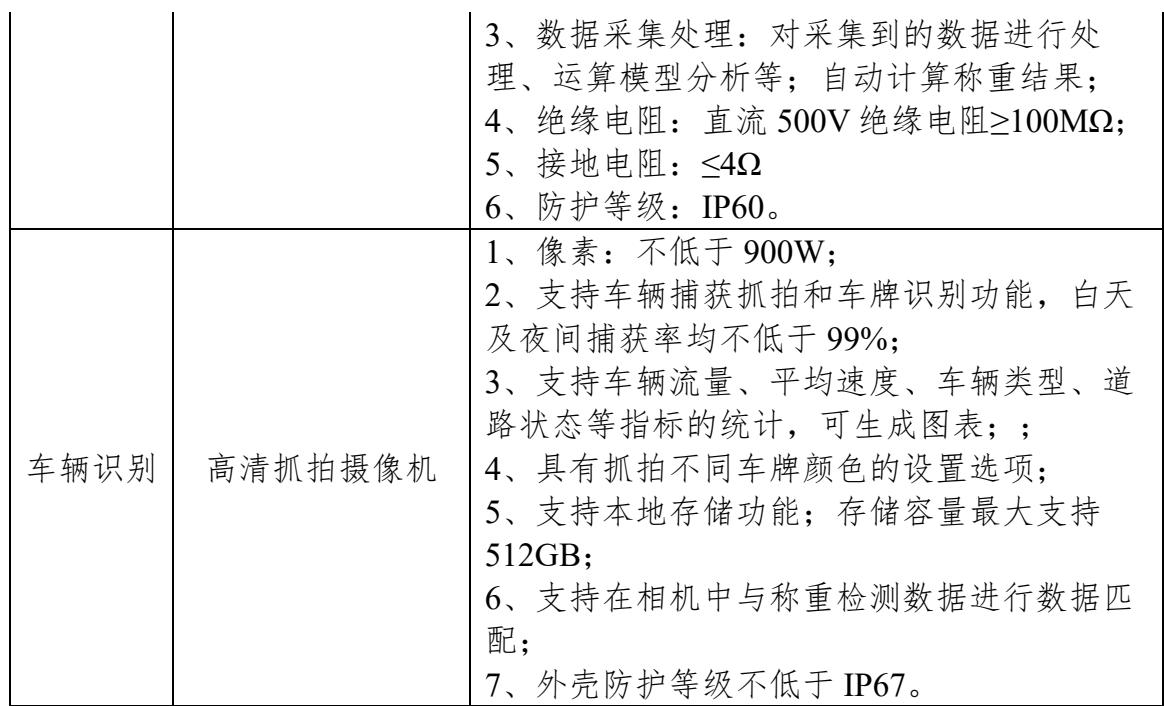 3、数据采集处理：对采集到的数据进行处
理、运算模型分析等；自动计算称重结果；
4、绝缘电阻：直流 500V 绝缘电阻≥100MΩ；
5、接地电阻：≤4Ω
6、防护等级：IP60。
车辆识别
高清抓拍摄像机
1、像素：不低于 900W；
2、支持车辆捕获抓拍和车牌识别功能，白天
及夜间捕获率均不低于 99%；
3、支持车辆流量、平均速度、车辆类型、道
路状态等指标的统计，可生成图表；；
4、具有抓拍不同车牌颜色的设置选项；
5、支持本地存储功能；存储容量最大支持
512GB；
6、支持在相机中与称重检测数据进行数据匹
配；
7、外壳防护等级不低于 IP67。